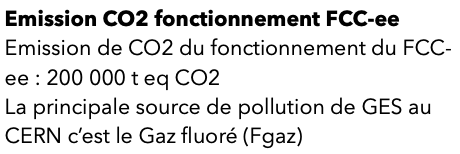 Emission CO2 fonctionnement FCC-ee
Emission de CO2 du fonctionnement du FCC-
ee : 200 000 t eq CO2
La principale source de pollution de GES au
CERN c’est le Gaz fluoré (Fgaz)